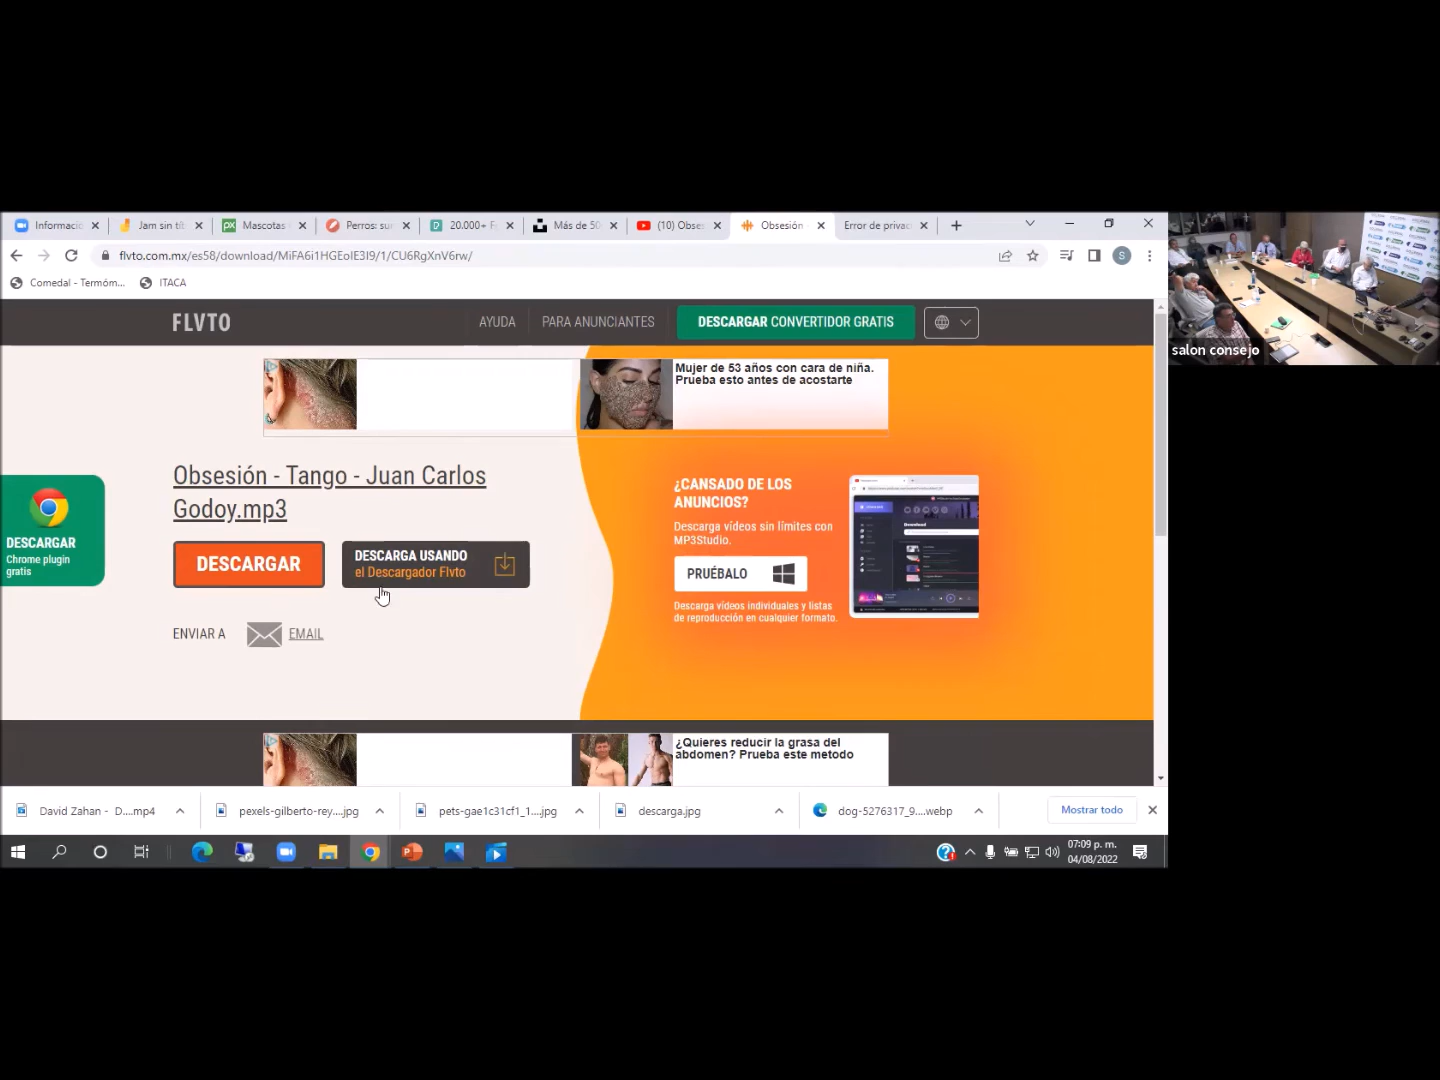 Informació
Jam sin tít
Mascotas
Perros: su
20.000+ F
Más de 50
(10) Obse
Obsesión
Error de privac
flvto.com.mx/es58/download/MiFA6i1HGEoIE3I9/1/CU6RgXnV6rw/
S
Comedal - Termóm...
ITACA
FLVTO
AYUDA
PARA ANUNCIANTES
DESCARGAR CONVERTIDOR GRATIS
Mujer de 53 años con cara de niña.
Prueba esto antes de acostarte
Obsesión - Tango - Juan Carlos
Godoy.mp3
DESCARGAR
Chrome plugin
gratis
DESCARGAR
DESCARGA USANDO
el Descargador Flvto
ENVIAR A
EMAIL
¿CANSADO DE LOS
ANUNCIOS?
Descarga vídeos sin límites con
MP3Studio.
PRUÉBALO
Descarga vídeos individuales y listas
de reproducción en cualquier formato.
¿Quieres reducir la grasa del
abdomen? Prueba este metodo
David Zahan - D....mp4
pexels-gilberto-rey....jpg
pets-gae1c31cf1_1....jpg
descarga.jpg
dog-5276317_9....webp
Mostrar todo
07:09 p. m.
04/08/2022
salon consejo